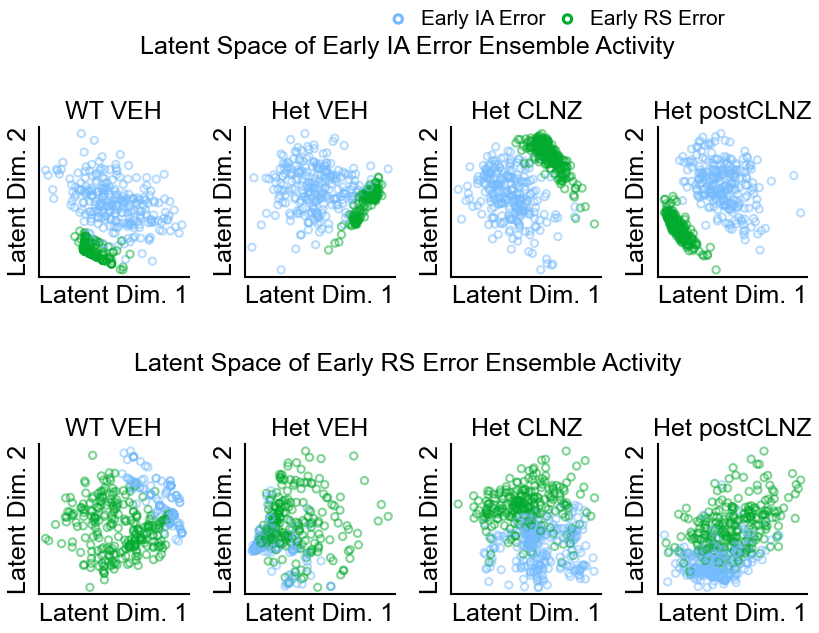 Early IA Error Early RS Error
Latent Space of Early IA Error Ensemble Activity
WT VEH Het VEH Het CLNZ Het postCLNZ
Latent Dim. 2 Latent Dim. 2 Latent Dim. 2 Latent Dim. 2
Latent Dim. 1 Latent Dim. 1 Latent Dim. 1 Latent Dim. 1
Latent Space of Early RS Error Ensemble Activity
WT VEH Het VEH Het CLNZ Het postCLNZ
Latent Dim. 2 Latent Dim. 2 Latent Dim. 2 Latent Dim. 2
Latent Dim. 1 Latent Dim. 1 Latent Dim. 1 Latent Dim. 1